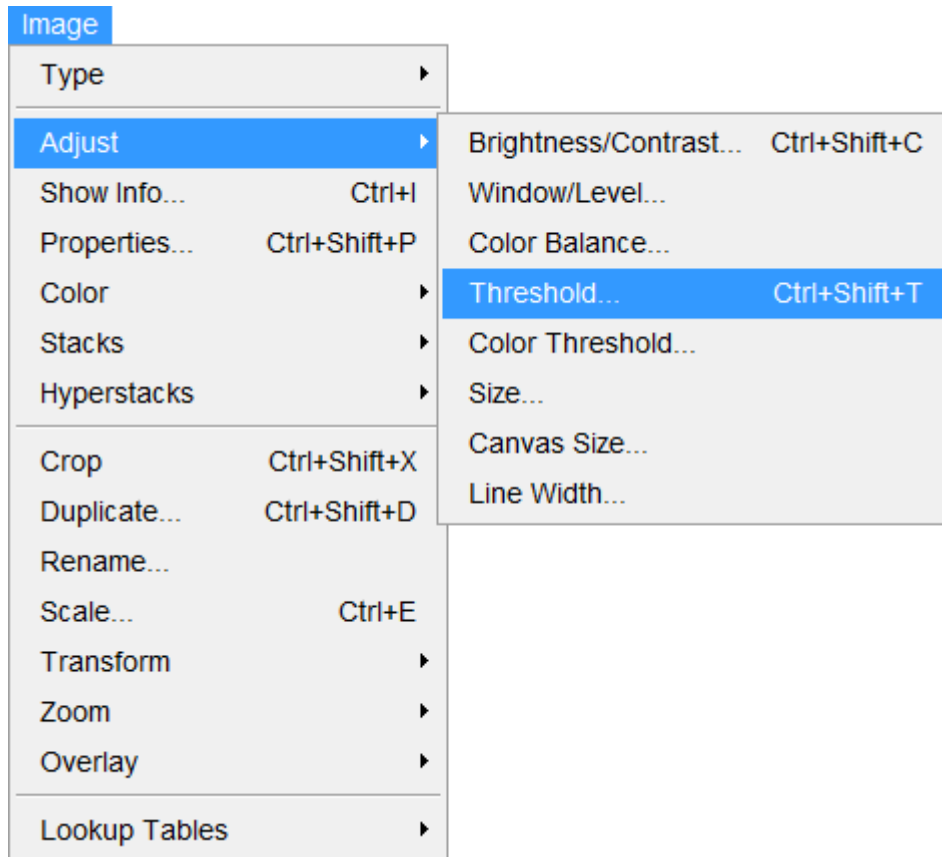 Image
Type
Adjust
Show Info... Ctrl+I
Properties... Ctrl+Shift+P
Color
Stacks
Hyperstacks
Crop Ctrl+Shift+X
Duplicate... Ctrl+Shift+D
Rename...
Scale... Ctrl+E
Transform
Zoom
Overlay
Lookup Tables
Brightness/Contrast... Ctrl+Shift+C
Window/Level...
Color Balance...
Threshold... Ctrl+Shift+T
Color Threshold...
Size...
Canvas Size...
Line Width...